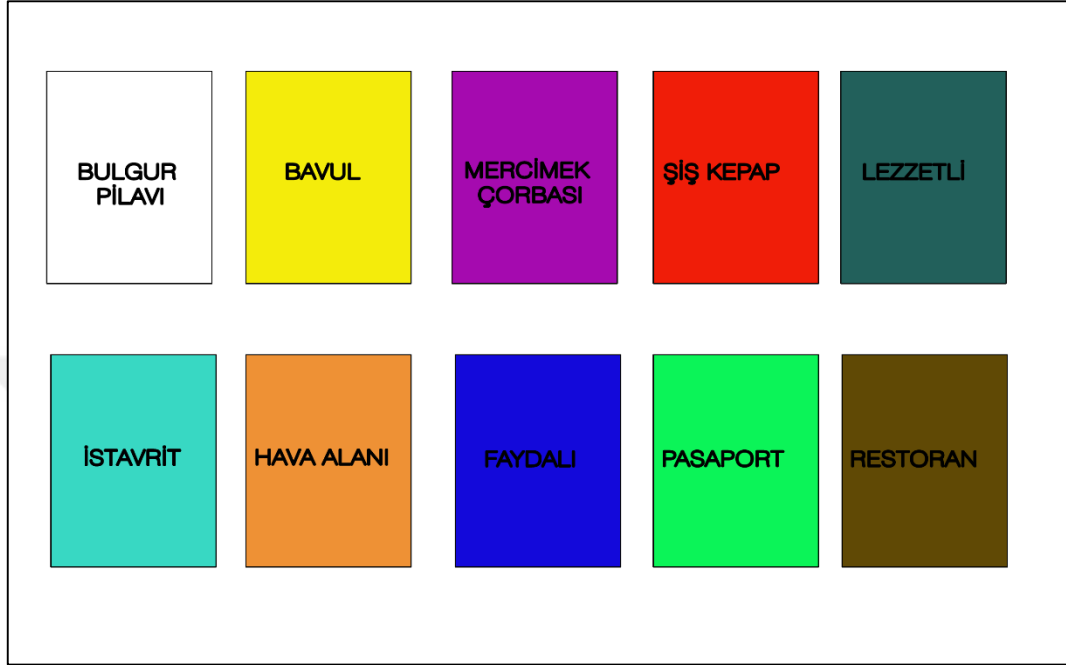 BULGUR
PİLAVI
BAVUL
MERCİMEK
ÇORBASI
ŞİŞ KEPAP
LEZZETLİ
İSTAVRİT
HAVA ALANI
FAYDALI
PASAPORT
RESTORAN